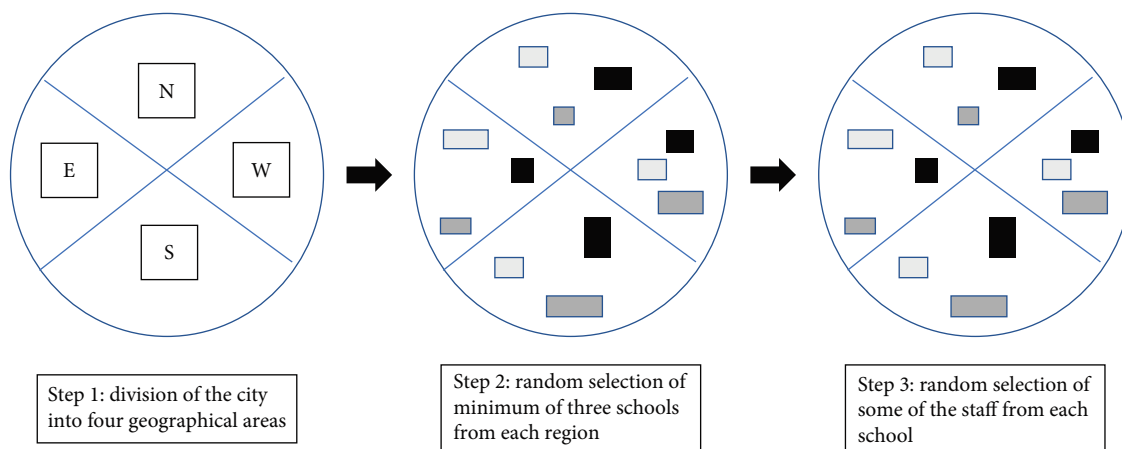 N
E
W
S
Step 1: division of the city
into four geographical areas
Step 2: random selection of
minimum of three schools
from each region
Step 3: random selection of
some of the staff from each
school